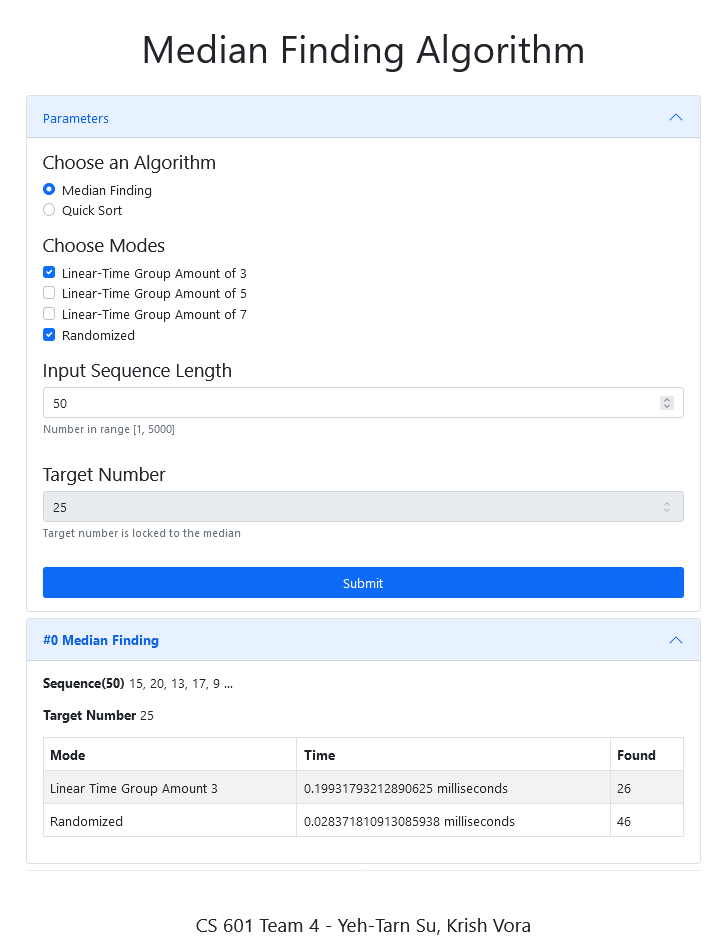 Median Finding Algorithm
Parameters
Choose an Algorithm
Median Finding
Quick Sort
Choose Modes
Linear-Time Group Amount of 3
Linear-Time Group Amount of 5
Linear-Time Group Amount of 7
Randomized
Input Sequence Length
50
Number in range [1, 5000]
Target Number
25
Target number is locked to the median
Submit
#0 Median Finding
Sequence(50) 15, 20, 13, 17, 9 ...
Target Number 25
Mode Time Found
Linear Time Group Amount 3 0.19931793212890625 milliseconds 26
Randomized 0.028371810913085938 milliseconds 46
CS 601 Team 4 - Yeh-Tarn Su, Krish Vora